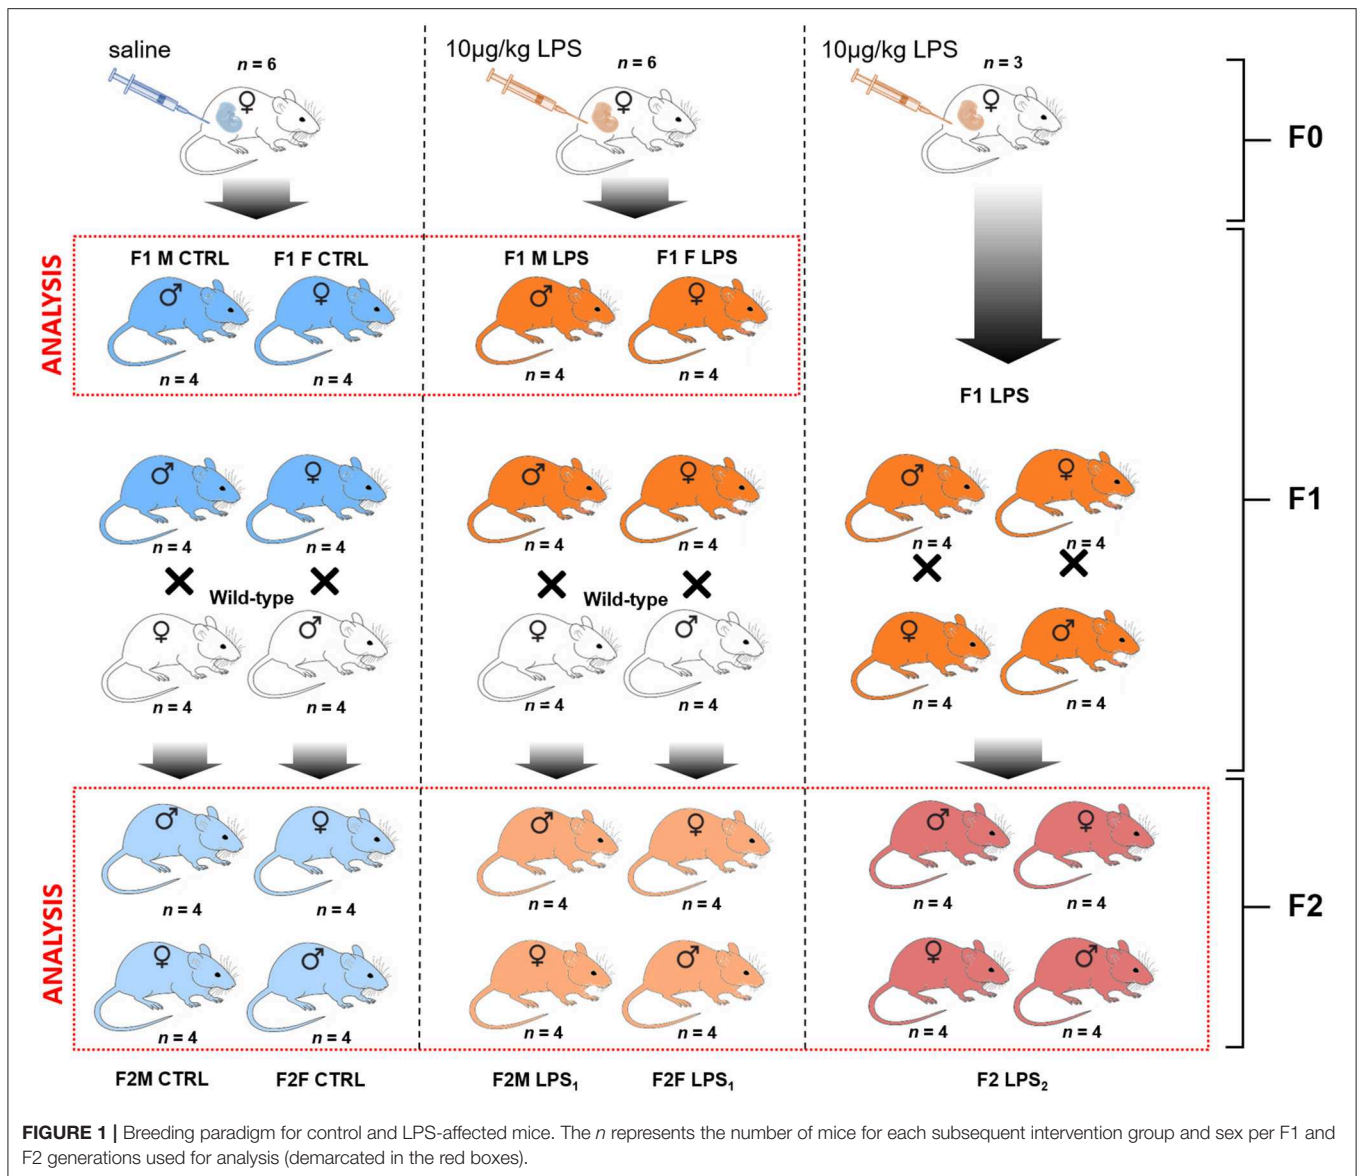 saline
10µg/kg LPS
10µg/kg LPS
n = 6
n = 6
n = 3
♀
♀
♀
F0
ANALYSIS
F1 M CTRL
F1 F CTRL
F1 M LPS
F1 F LPS
♂
♀
♂
♀
n = 4
n = 4
n = 4
n = 4
F1 LPS
♂
♀
♂
♀
♂
♀
n = 4
n = 4
n = 4
n = 4
n = 4
n = 4
F1
Wild-type
Wild-type
♀
♂
♀
♂
♀
♂
n = 4
n = 4
n = 4
n = 4
n = 4
n = 4
ANALYSIS
♂
♀
♂
♀
♂
♀
n = 4
n = 4
n = 4
n = 4
n = 4
n = 4
F2
♀
♂
♀
♂
♀
♂
n = 4
n = 4
n = 4
n = 4
n = 4
n = 4
F2M CTRL
F2F CTRL
F2M LPS₁
F2F LPS₁
F2 LPS₂
FIGURE 1 | Breeding paradigm for control and LPS-affected mice. The n represents the number of mice for each subsequent intervention group and sex per F1 and
F2 generations used for analysis (demarcated in the red boxes).